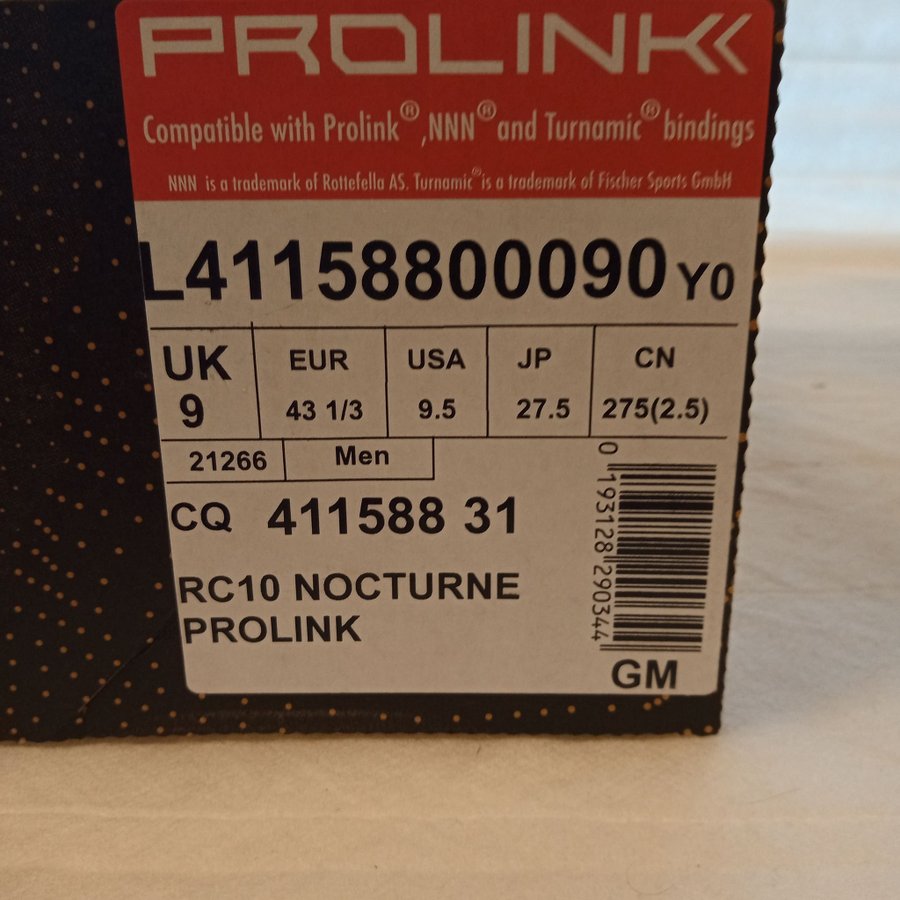 PROLINK
Compatible with Prolink®, NNN® and Turnamic® bindings
NNN is a trademark of Rottefella AS. Turnamic® is a trademark of Fischer Sports GmbH
L41158800090 Y0
UK EUR USA JP CN
9 43 1/3 9.5 27.5 275(2.5)
21266 Men
CQ 411588 31
RC10 NOCTURNE
PROLINK
0 193128 290344
GM